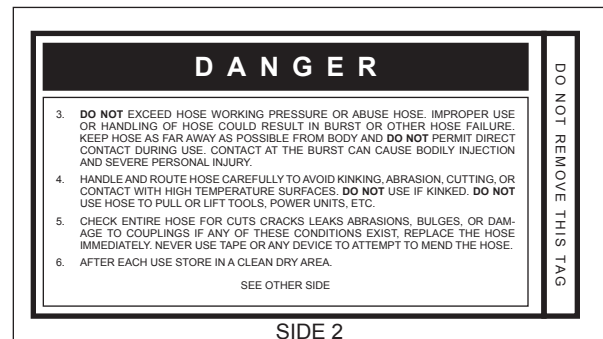 DANGER
3. DO NOT EXCEED HOSE WORKING PRESSURE OR ABUSE HOSE. IMPROPER USE
OR HANDLING OF HOSE COULD RESULT IN BURST OR OTHER HOSE FAILURE.
KEEP HOSE AS FAR AWAY AS POSSIBLE FROM BODY AND DO NOT PERMIT DIRECT
CONTACT DURING USE. CONTACT AT THE BURST CAN CAUSE BODILY INJECTION
AND SEVERE PERSONAL INJURY.
4. HANDLE AND ROUTE HOSE CAREFULLY TO AVOID KINKING, ABRASION, CUTTING, OR
CONTACT WITH HIGH TEMPERATURE SURFACES. DO NOT USE IF KINKED. DO NOT
USE HOSE TO PULL OR LIFT TOOLS, POWER UNITS, ETC.
5. CHECK ENTIRE HOSE FOR CUTS CRACKS LEAKS ABRASIONS, BULGES, OR DAM-
AGE TO COUPLINGS IF ANY OF THESE CONDITIONS EXIST, REPLACE THE HOSE
IMMEDIATELY. NEVER USE TAPE OR ANY DEVICE TO ATTEMPT TO MEND THE HOSE.
6. AFTER EACH USE STORE IN A CLEAN DRY AREA.
SEE OTHER SIDE
DO NOT REMOVE THIS TAG
SIDE 2